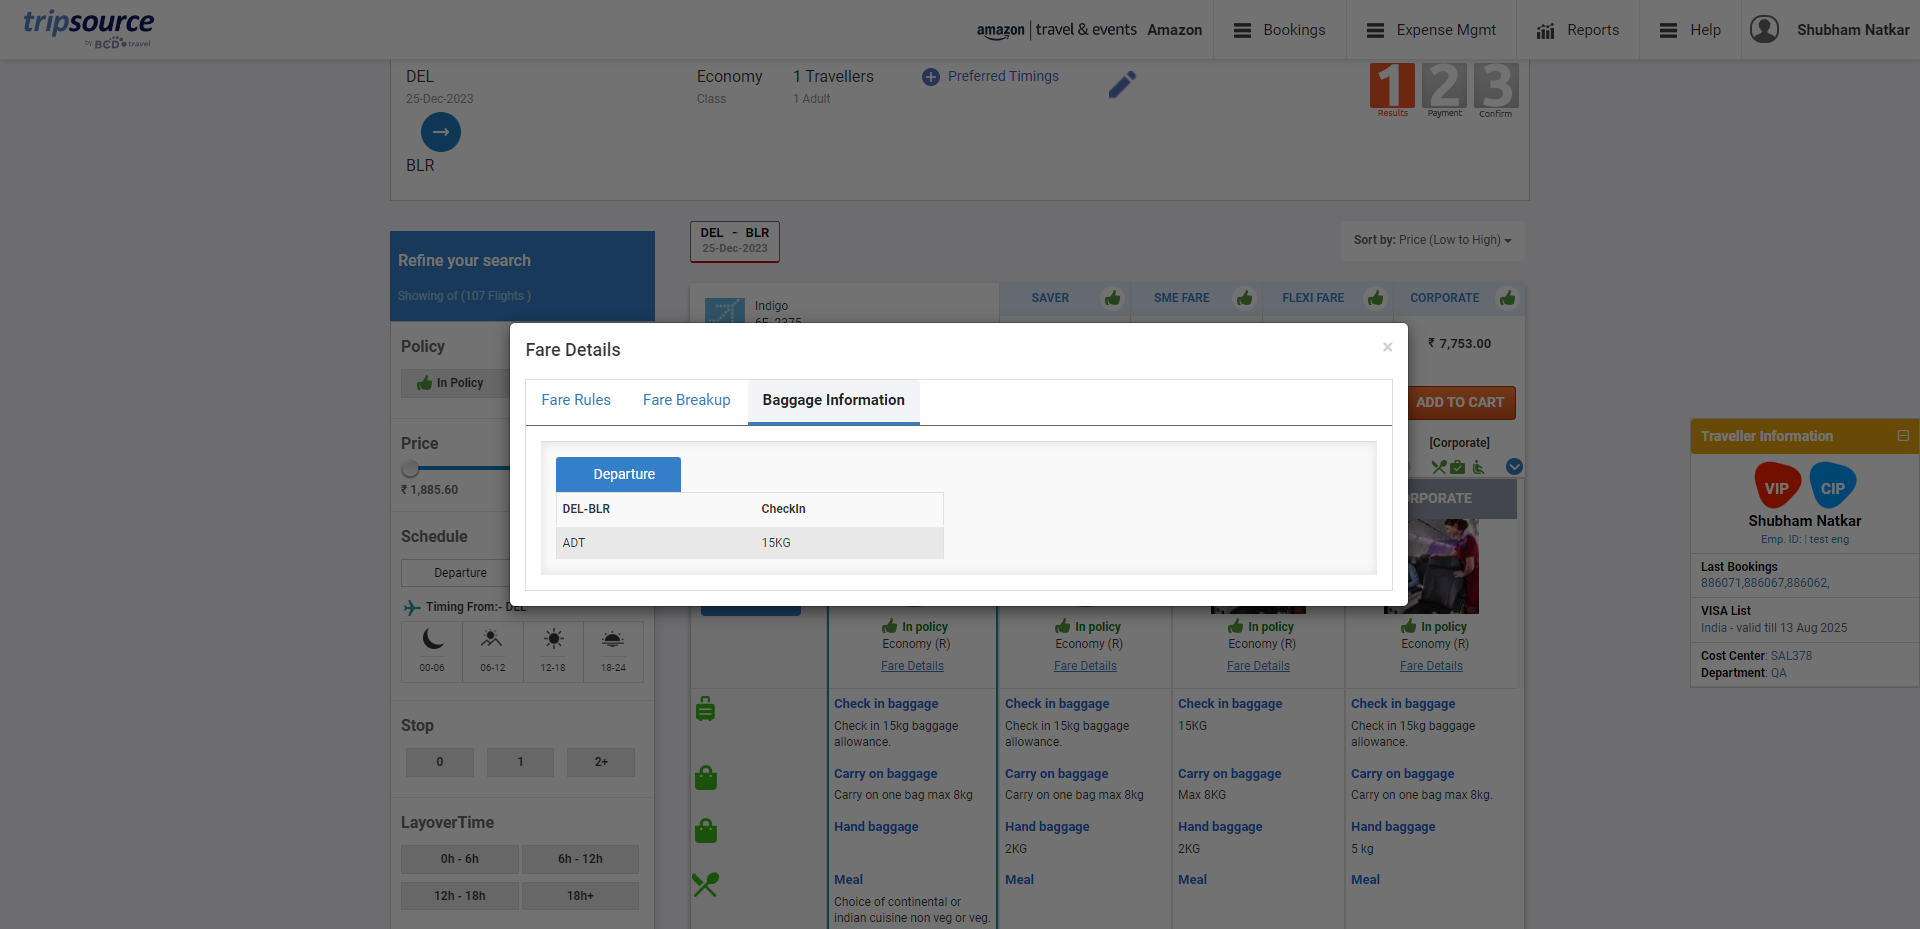 tripsource
by BCD travel
amazon travel & events Amazon
Bookings
Expense Mgmt
Reports
Help
Shubham Natkar
DEL
25-Dec-2023
BLR
Economy
Class
1 Travellers
1 Adult
Preferred Timings
1 2 3
Results Payment Confirm
Refine your search
Showing of (107 Flights )
DEL - BLR
25-Dec-2023
Sort by: Price (Low to High)
Policy
In Policy
Price
₹ 1,885.60
Schedule
Departure
Timing From:- DEL
00-06 06-12 12-18 18-24
Stop
0 1 2+
LayoverTime
0h - 6h 6h - 12h
12h - 18h 18h+
Indigo
6E-2375
SAVER SME FARE FLEXI FARE CORPORATE
₹ 7,753.00
ADD TO CART
[Corporate]
Fare Details
×
Fare Rules Fare Breakup Baggage Information
Departure
DEL-BLR CheckIn
ADT 15KG
In policy In policy In policy In policy
Economy (R) Economy (R) Economy (R) Economy (R)
Fare Details Fare Details Fare Details Fare Details
Check in baggage Check in baggage Check in baggage Check in baggage
Check in 15kg baggage Check in 15kg baggage 15KG Check in 15kg baggage
allowance. allowance. allowance.
Carry on baggage Carry on baggage Carry on baggage Carry on baggage
Carry on one bag max 8kg Carry on one bag max 8kg Max 8KG Carry on one bag max 8kg.
Hand baggage Hand baggage Hand baggage Hand baggage
2KG 2KG 5 kg
Meal Meal Meal Meal
Choice of continental or
indian cuisine non veg or veg.
Traveller Information
VIP CIP
Shubham Natkar
Emp. ID: | test eng
Last Bookings
886071,886067,886062,
VISA List
India - valid till 13 Aug 2025
Cost Center: SAL378
Department: QA